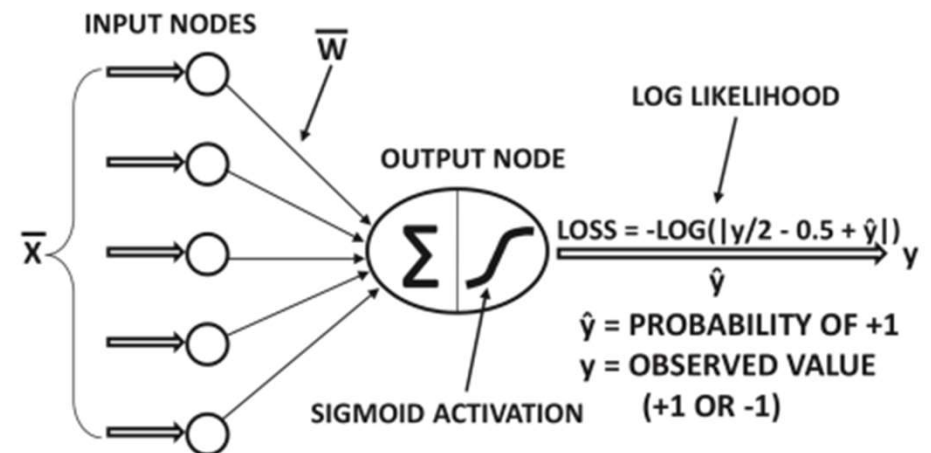 INPUT NODES
W̅
LOG LIKELIHOOD
OUTPUT NODE
X̅
∑ ∫
LOSS = -LOG(|y/2 - 0.5 + ŷ|)
y
ŷ
ŷ = PROBABILITY OF +1
y = OBSERVED VALUE
(+1 OR -1)
SIGMOID ACTIVATION